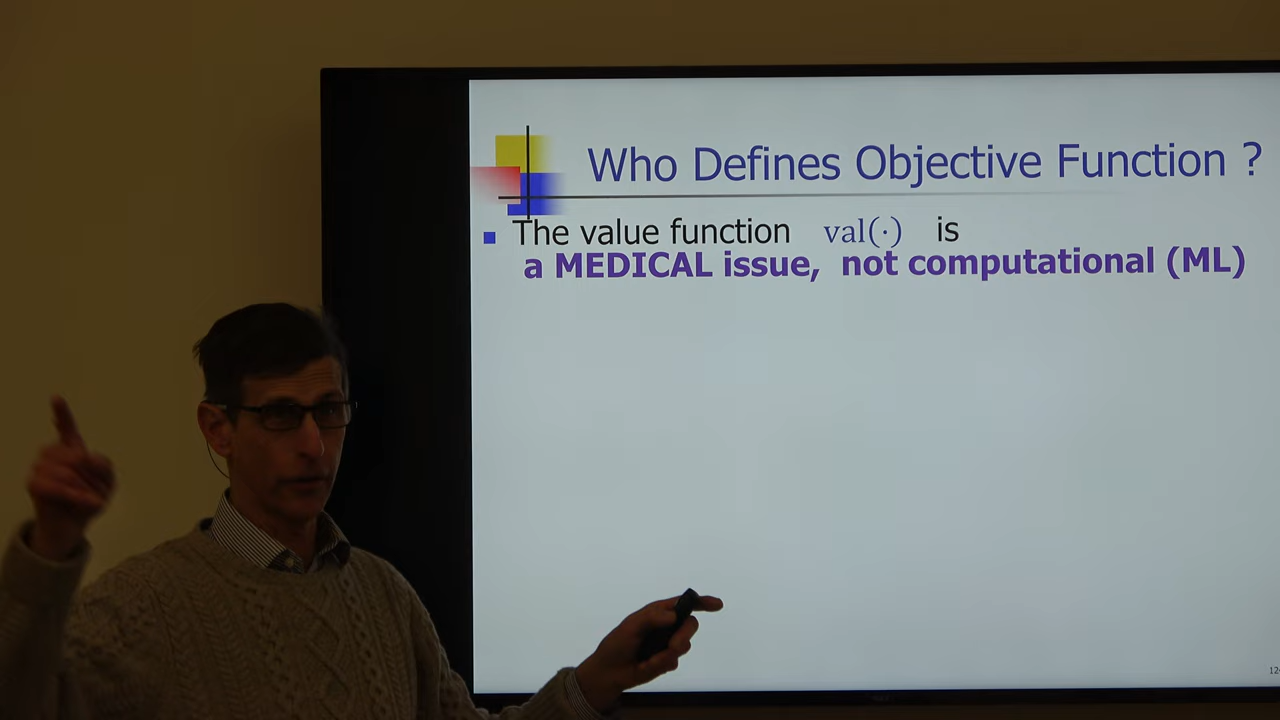 Who Defines Objective Function ?
The value function val(·) is
a MEDICAL issue, not computational (ML)